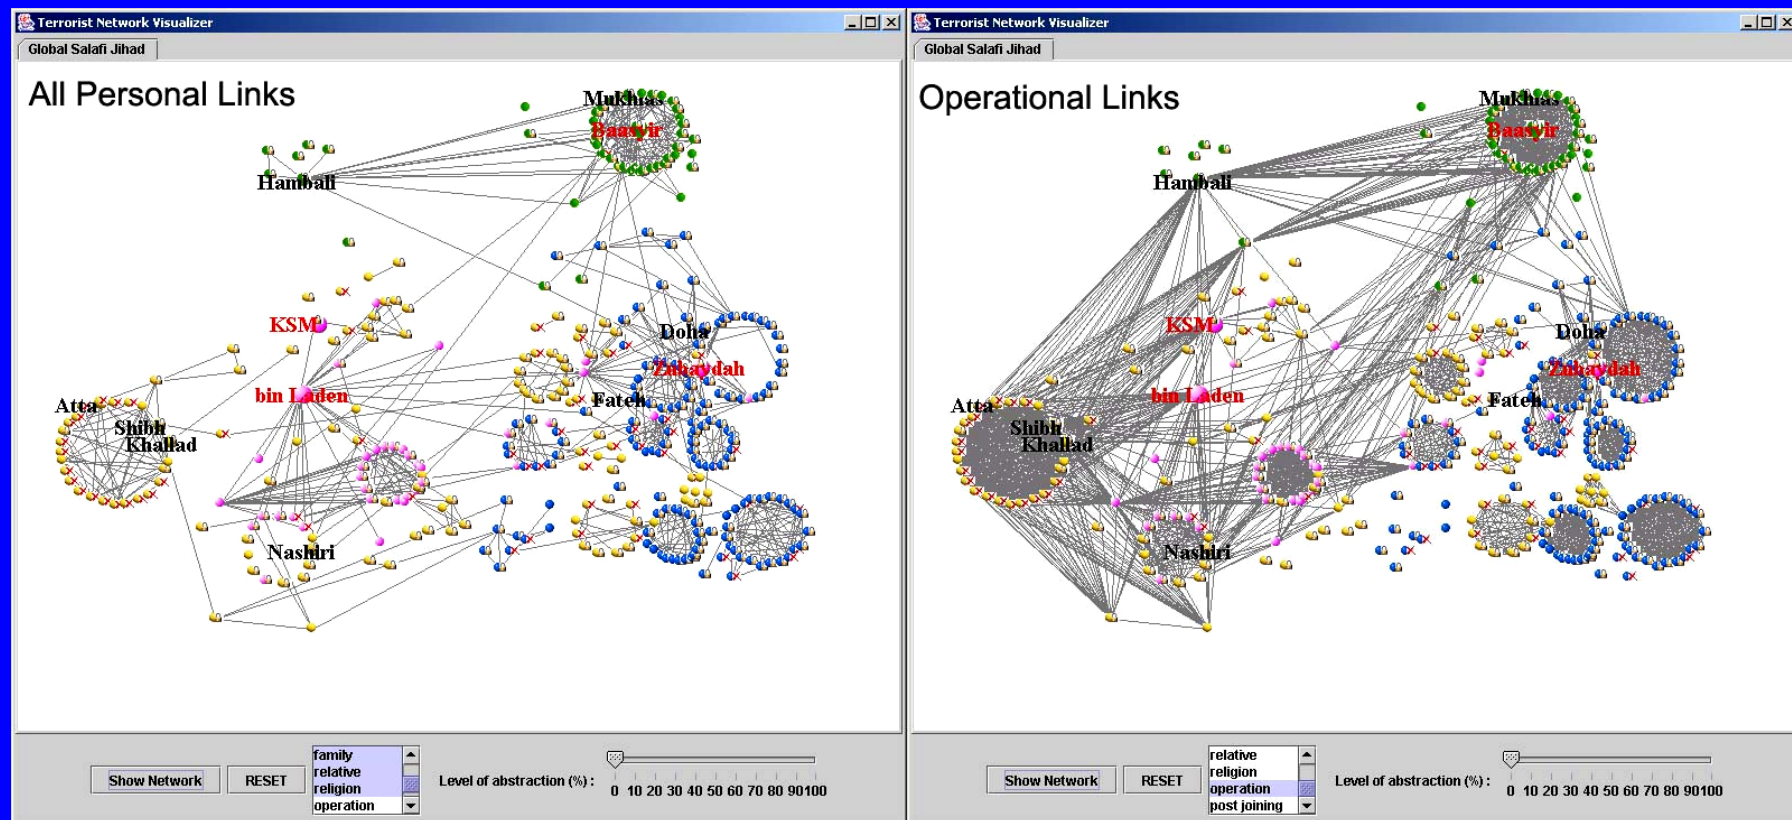 Terrorist Network Visualizer
Global Salafi Jihad
All Personal Links
Mukhlas
Baasyir
Hambali
KSM
Doha
Zubaydah
bin Laden
Fateh
Atta
Shibh
Khallad
Nashiri
Show Network
RESET
family
relative
religion
operation
Level of abstraction (%) :
0 10 20 30 40 50 60 70 80 90100
Terrorist Network Visualizer
Global Salafi Jihad
Operational Links
Mukhlas
Baasyir
Hambali
KSM
Doha
Zubaydah
bin Laden
Fateh
Atta
Shibh
Khallad
Nashiri
Show Network
RESET
relative
religion
operation
post joining
Level of abstraction (%) :
0 10 20 30 40 50 60 70 80 90100